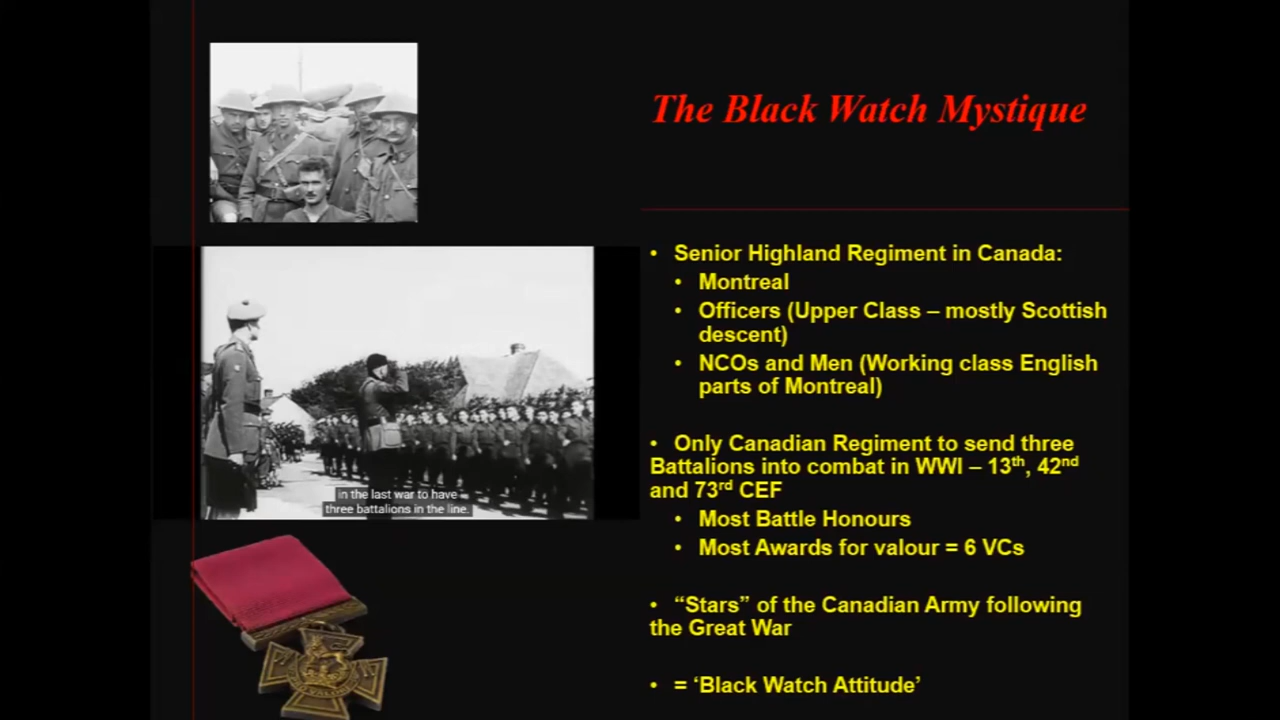 The Black Watch Mystique
• Senior Highland Regiment in Canada:
• Montreal
• Officers (Upper Class – mostly Scottish
descent)
• NCOs and Men (Working class English
parts of Montreal)
• Only Canadian Regiment to send three
Battalions into combat in WWI – 13th, 42nd
and 73rd CEF
• Most Battle Honours
• Most Awards for valour = 6 VCs
• “Stars” of the Canadian Army following
the Great War
• = ‘Black Watch Attitude’
in the last war to have
three battalions in the line.